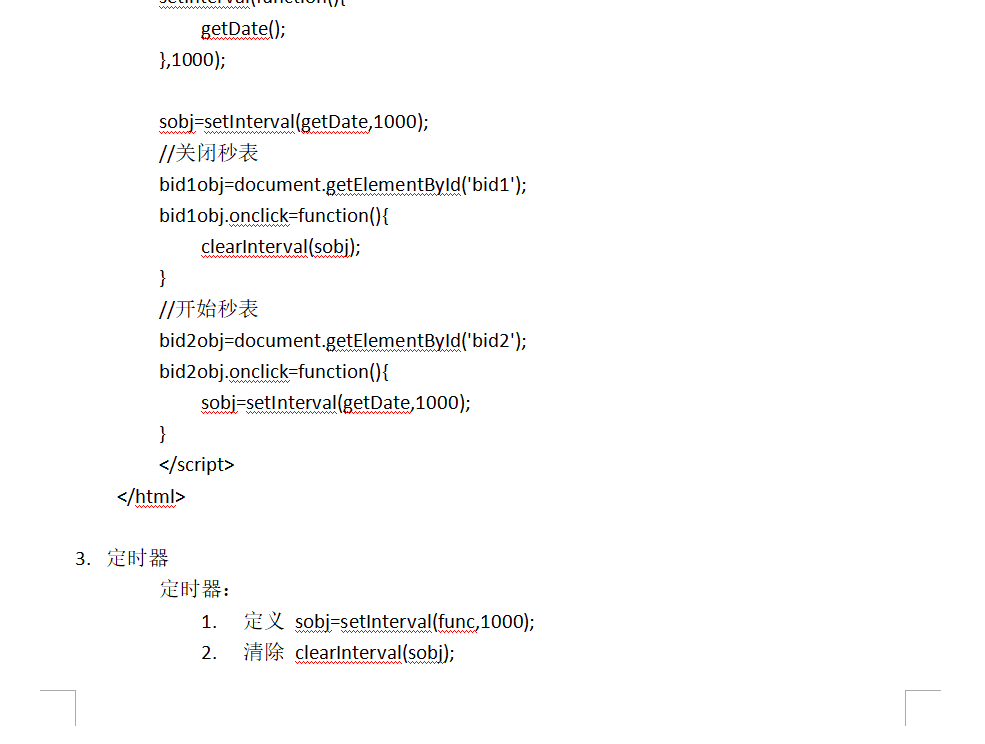 setInterval(function(){
getDate();
},1000);
sobj=setInterval(getDate,1000);
//关闭秒表
bid1obj=document.getElementById('bid1');
bid1obj.onclick=function(){
clearInterval(sobj);
}
//开始秒表
bid2obj=document.getElementById('bid2');
bid2obj.onclick=function(){
sobj=setInterval(getDate,1000);
}
</script>
</html>
3. 定时器
定时器：
1. 定义 sobj=setInterval(func,1000);
2. 清除 clearInterval(sobj);